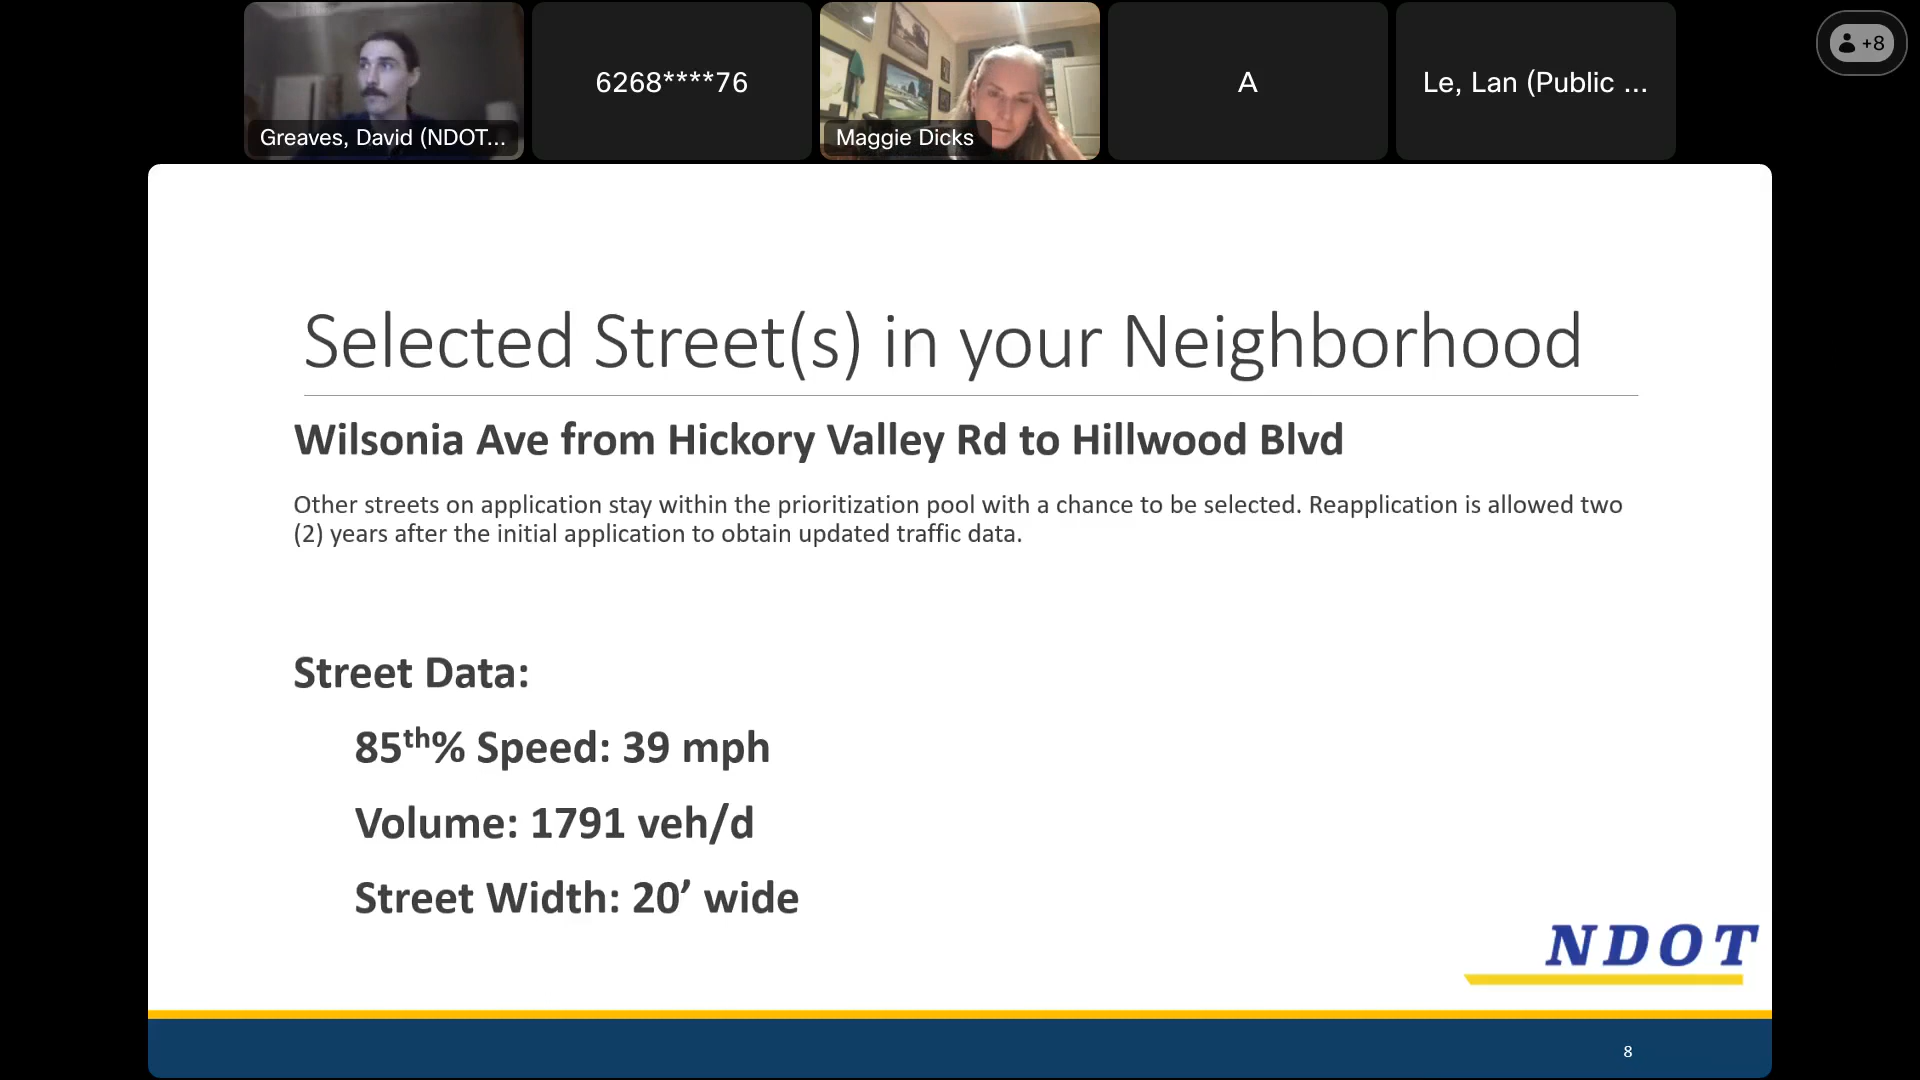 Greaves, David (NDOT...
6268****76
Maggie Dicks
A
Le, Lan (Public ...
+8
Selected Street(s) in your Neighborhood
Wilsonia Ave from Hickory Valley Rd to Hillwood Blvd
Other streets on application stay within the prioritization pool with a chance to be selected. Reapplication is allowed two
(2) years after the initial application to obtain updated traffic data.
Street Data:
85th% Speed: 39 mph
Volume: 1791 veh/d
Street Width: 20’ wide
NDOT
8